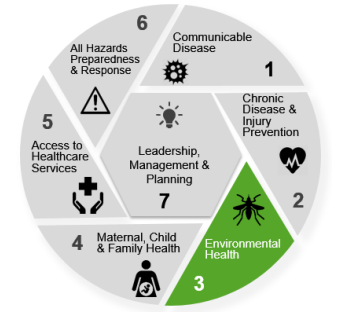 6
All Hazards
Preparedness
& Response
Communicable
Disease
1
Chronic
Disease &
Injury
Prevention
2
5
Access to
Healthcare
Services
Leadership,
Management &
Planning
7
4
Maternal, Child
& Family Health
Environmental
Health
3